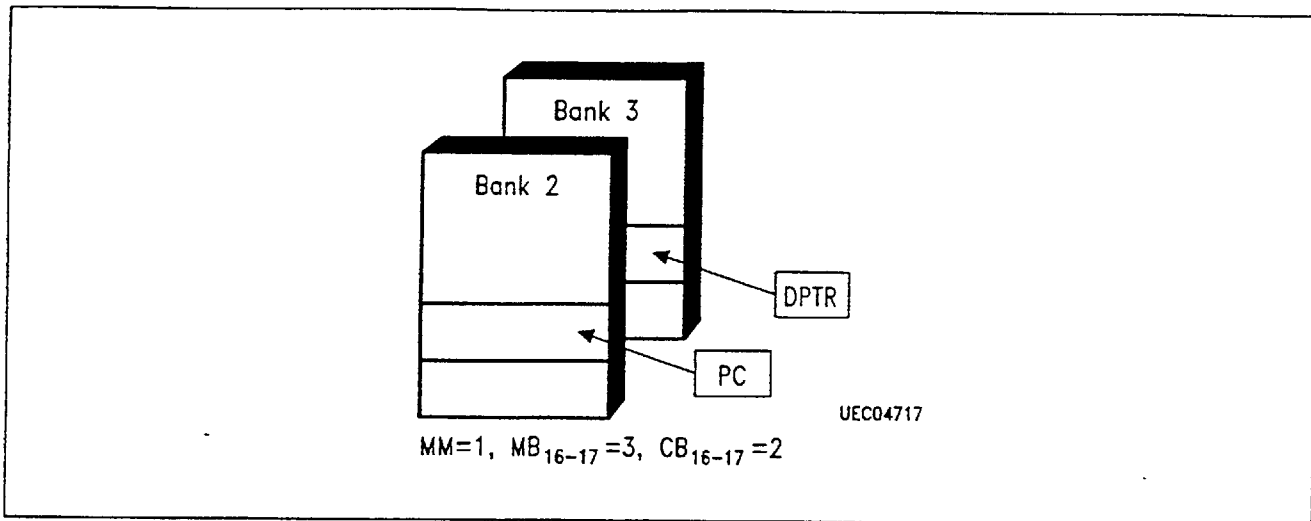 Bank 3
Bank 2
DPTR
PC
UEC04717
MM=1, MB16-17=3, CB16-17=2